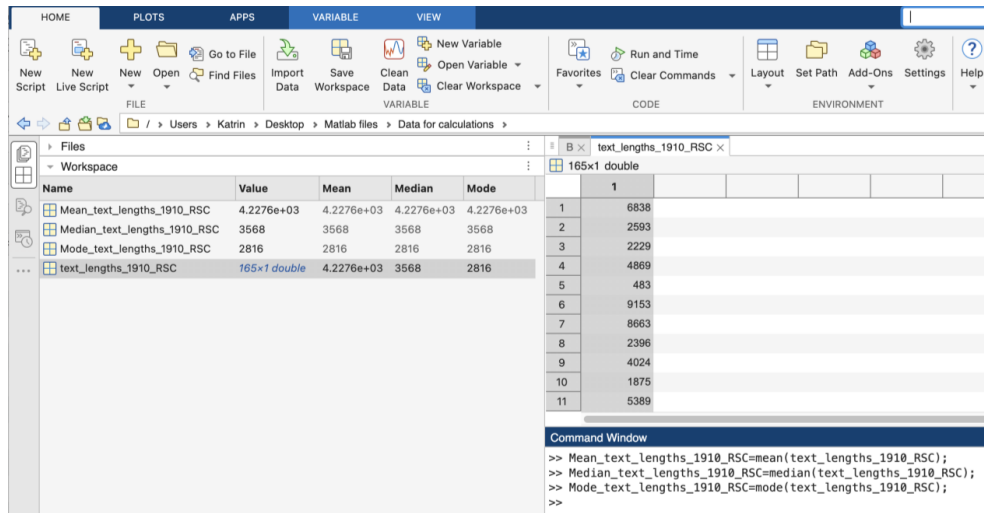 HOME PLOTS APPS VARIABLE VIEW
New Script
New Live Script
New
Open
Go to File
Find Files
FILE
Import Data
Save Workspace
Clean Data
New Variable
Open Variable
Clear Workspace
VARIABLE
Favorites
Run and Time
Clear Commands
CODE
Layout
Set Path
Add-Ons
Settings
ENVIRONMENT
Help
/ > Users > Katrin > Desktop > Matlab files > Data for calculations >
Files
Workspace
Name Value Mean Median Mode
Mean_text_lengths_1910_RSC 4.2276e+03 4.2276e+03 4.2276e+03 4.2276e+03
Median_text_lengths_1910_RSC 3568 3568 3568 3568
Mode_text_lengths_1910_RSC 2816 2816 2816 2816
text_lengths_1910_RSC 165×1 double 4.2276e+03 3568 2816
B × text_lengths_1910_RSC ×
165×1 double
1
1 6838
2 2593
3 2229
4 4869
5 483
6 9153
7 8663
8 2396
9 4024
10 1875
11 5389
Command Window
>> Mean_text_lengths_1910_RSC=mean(text_lengths_1910_RSC);
>> Median_text_lengths_1910_RSC=median(text_lengths_1910_RSC);
>> Mode_text_lengths_1910_RSC=mode(text_lengths_1910_RSC);
>>